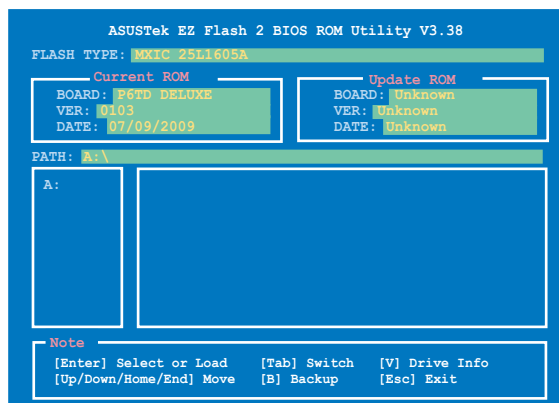 ASUSTek EZ Flash 2 BIOS ROM Utility V3.38
FLASH TYPE: MXIC 25L1605A
Current ROM
BOARD: P6TD DELUXE
VER: 0103
DATE: 07/09/2009
Update ROM
BOARD: Unknown
VER: Unknown
DATE: Unknown
PATH: A:\
A:
Note
[Enter] Select or Load [Tab] Switch [V] Drive Info
[Up/Down/Home/End] Move [B] Backup [Esc] Exit